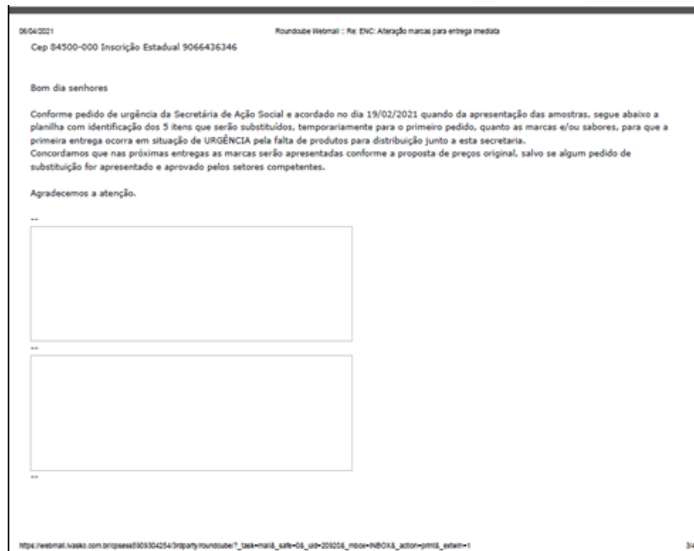 06/04/2021 Roundcube Webmail :: Re: ENC: Alteração marcas para entrega imediata
Cep 84500-000 Inscrição Estadual 9066436346
Bom dia senhores
Conforme pedido de urgência da Secretária de Ação Social e acordado no dia 19/02/2021 quando da apresentação das amostras, segue abaixo a
planilha com identificação dos 5 itens que serão substituídos, temporariamente para o primeiro pedido, quanto as marcas e/ou sabores, para que a
primeira entrega ocorra em situação de URGÊNCIA pela falta de produtos para distribuição junto a esta secretaria.
Concordamos que nas próximas entregas as marcas serão apresentadas conforme a proposta de preços original, salvo se algum pedido de
substituição for apresentado e aprovado pelos setores competentes.
Agradecemos a atenção.
--
--
--
3/4